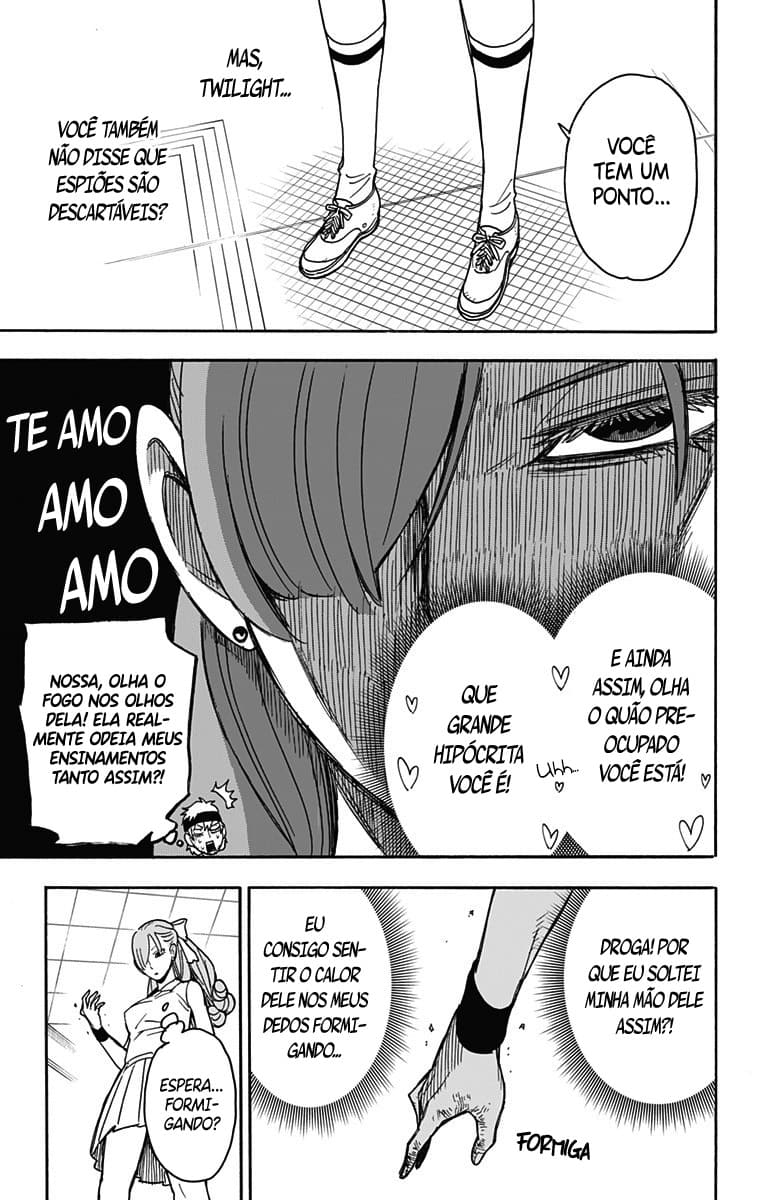 VOCÊ
TEM UM
PONTO...
MAS,
TWILIGHT...
VOCÊ TAMBÉM
NÃO DISSE QUE
ESPIÕES SÃO
DESCARTÁVEIS?
E AINDA
ASSIM, OLHA
O QUÃO PRE-
OCUPADO
VOCÊ ESTÁ!
Uhh...
QUE
GRANDE
HIPÓCRITA
VOCÊ É!
TE AMO
AMO
AMO
NOSSA, OLHA O
FOGO NOS OLHOS
DELA! ELA REAL-
MENTE ODEIA MEUS
ENSINAMENTOS
TANTO ASSIM?!
DROGA! POR
QUE EU SOLTEI
MINHA MÃO DELE
ASSIM?!
FORMIGA
EU
CONSIGO SEN-
TIR O CALOR
DELE NOS MEUS
DEDOS FORMI-
GANDO...
ESPERA...
FORMI-
GANDO?